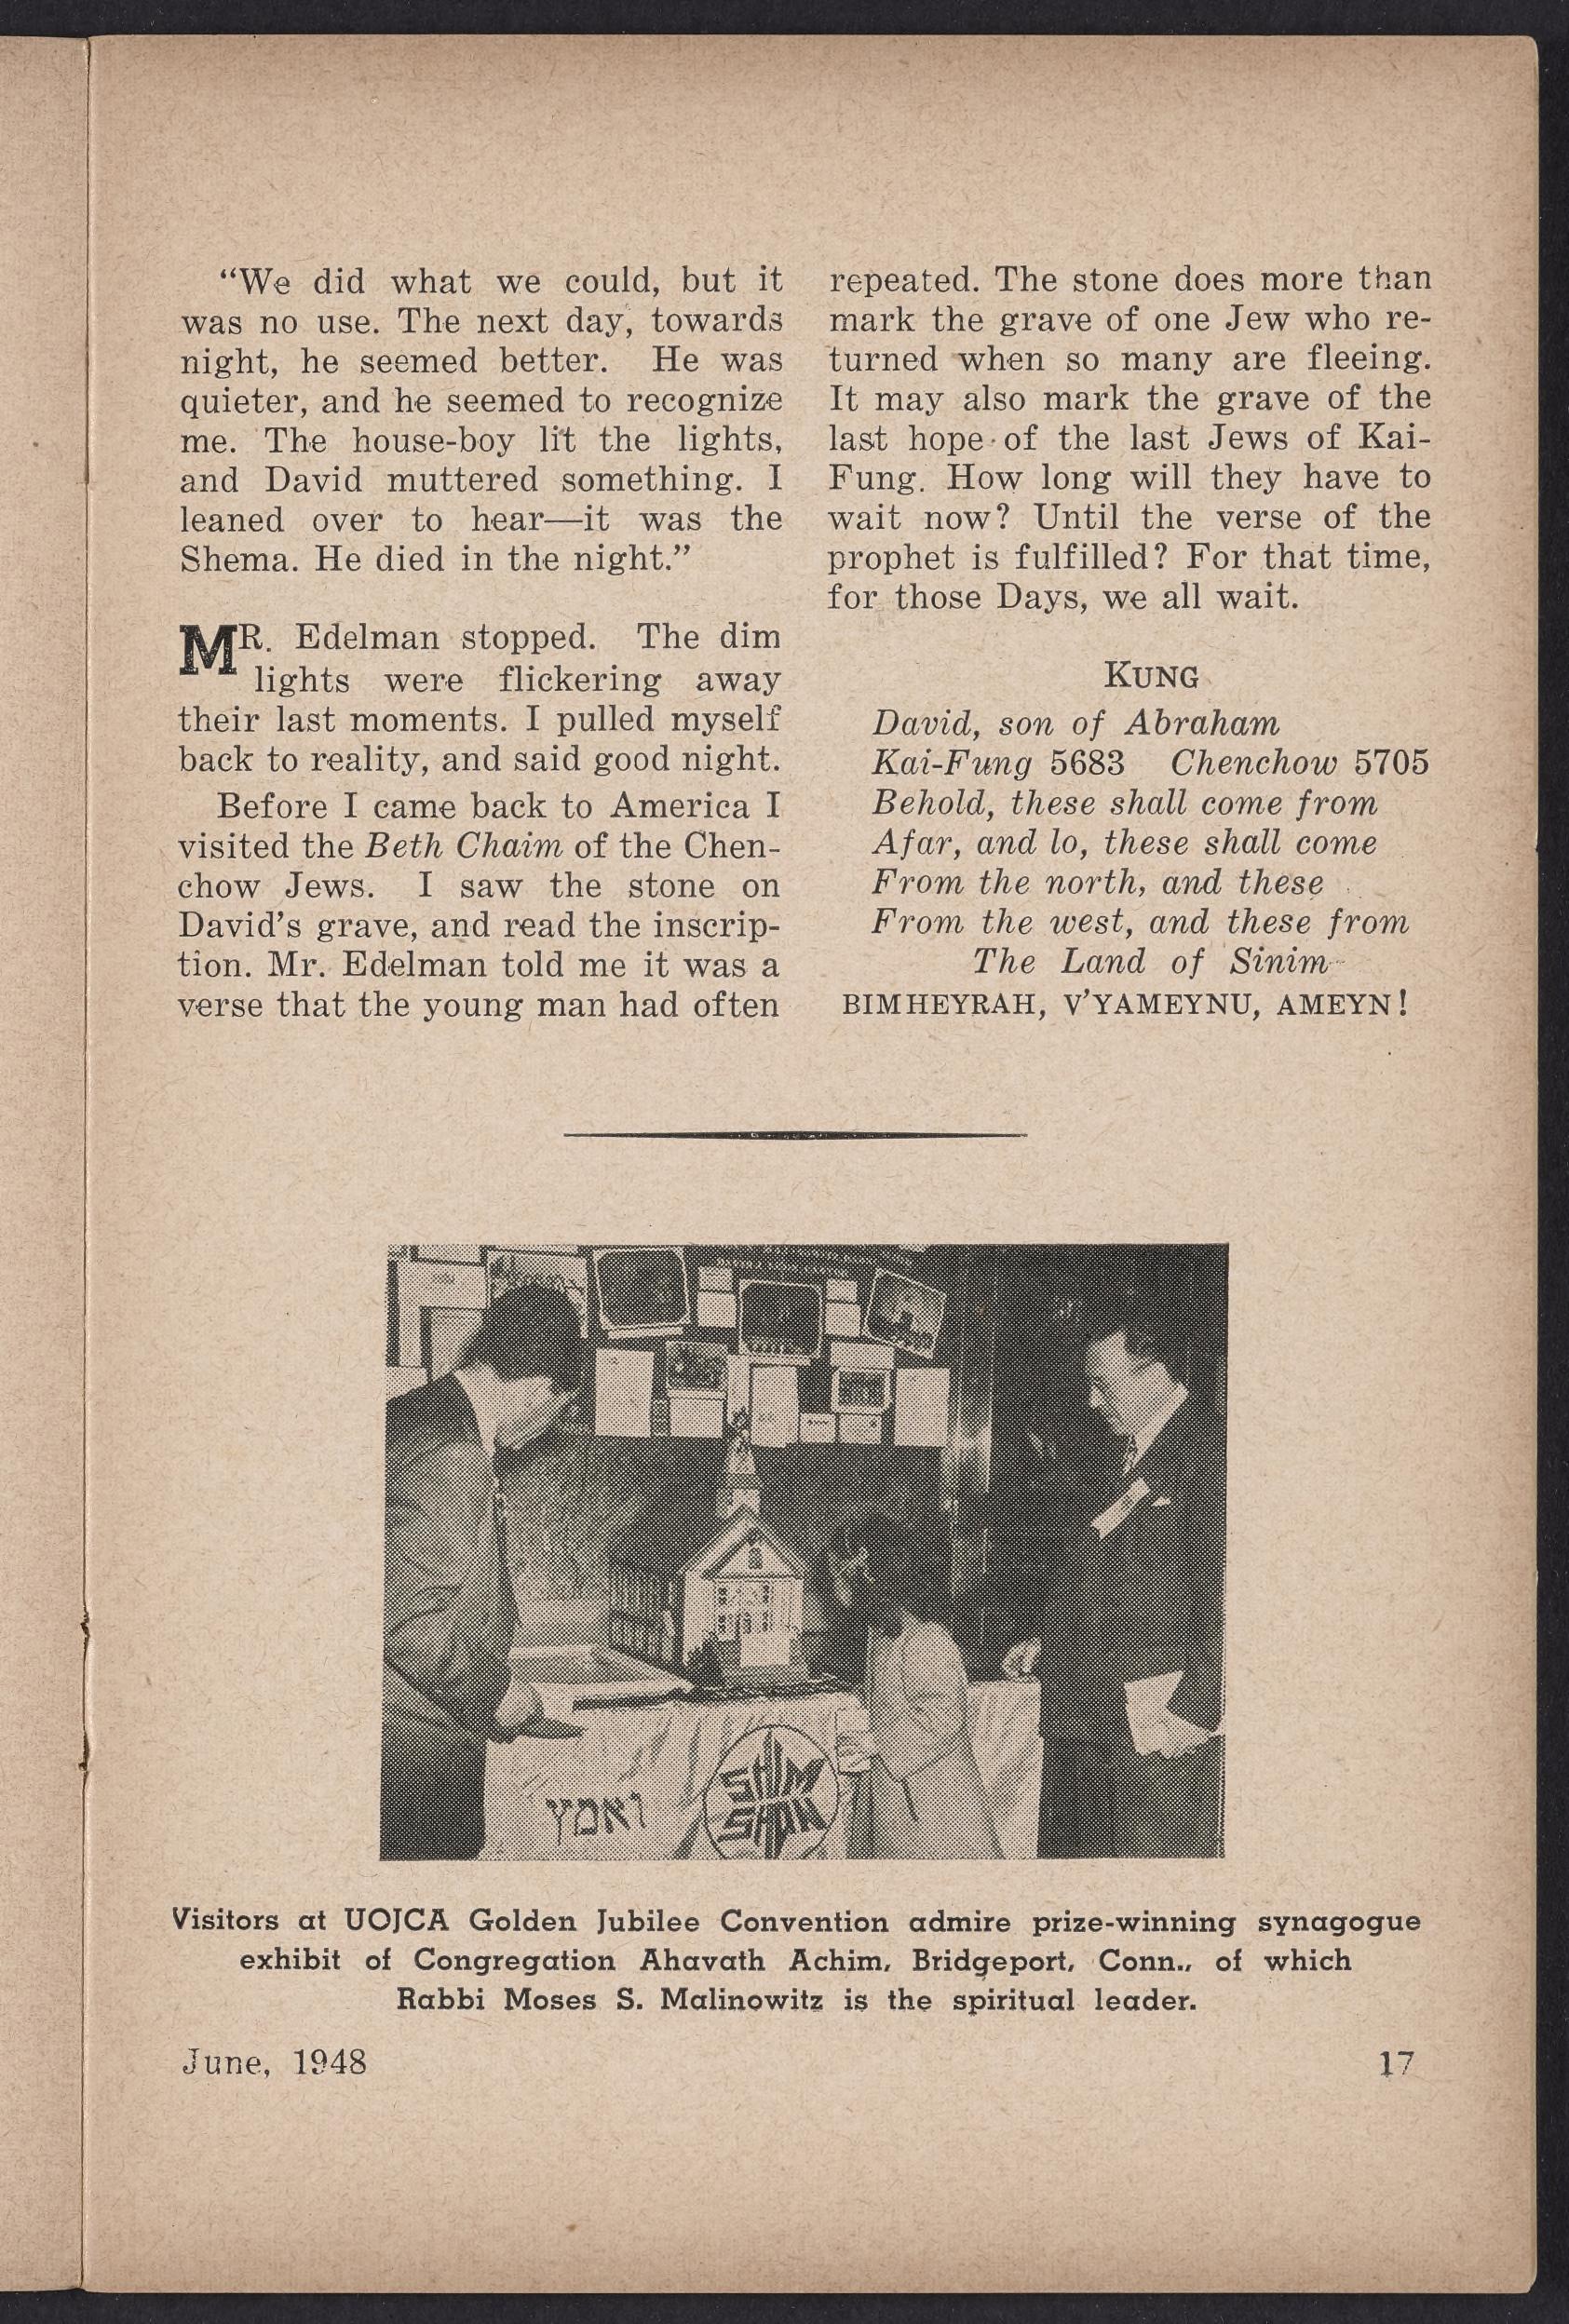 “We did what we could, but it
was no use. The next day, towards
night, he seemed better. He was
quieter, and he seemed to recognize
me. The house-boy lit the lights,
and David muttered something. I
leaned over to hear—it was the
Shema. He died in the night.”
MR. Edelman stopped. The dim
lights were flickering away
their last moments. I pulled myself
back to reality, and said good night.
Before I came back to America I
visited the Beth Chaim of the Chen-
chow Jews. I saw the stone on
David’s grave, and read the inscrip-
tion. Mr. Edelman told me it was a
verse that the young man had often
repeated. The stone does more than
mark the grave of one Jew who re-
turned when so many are fleeing.
It may also mark the grave of the
last hope of the last Jews of Kai-
Fung. How long will they have to
wait now? Until the verse of the
prophet is fulfilled? For that time,
for those Days, we all wait.
KUNG
David, son of Abraham
Kai-Fung 5683 Chenchow 5705
Behold, these shall come from
Afar, and lo, these shall come
From the north, and these
From the west, and these from
The Land of Sinim
BIMHEYRAH, V’YAMEYNU, AMEYN!
ואמץ
SHIM
SHAN
Visitors at UOJCA Golden Jubilee Convention admire prize-winning synagogue
exhibit of Congregation Ahavath Achim, Bridgeport, Conn., of which
Rabbi Moses S. Malinowitz is the spiritual leader.
June, 1948
17